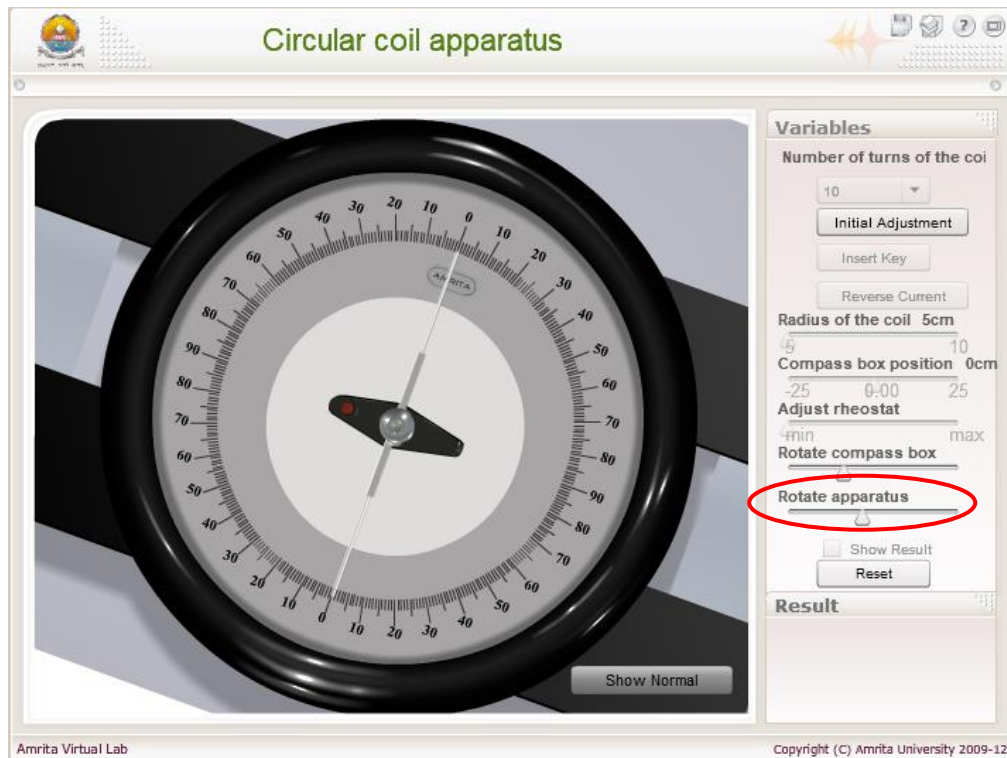 Circular coil apparatus
?
Variables
Number of turns of the coi
10
Initial Adjustment
Insert Key
Reverse Current
Radius of the coil 5cm
5 10
Compass box position 0cm
-25 0.00 25
Adjust rheostat
min max
Rotate compass box
Rotate apparatus
Show Result
Reset
Result
40 30 20 10 0 10 20 30 40 50 60 70 80 90 80 70 60 50 40 30 20 10 0 10 20 30 40 50 60 70 80 90 80 70 60 50
AMRITA
Show Normal
Amrita Virtual Lab
Copyright (C) Amrita University 2009-12